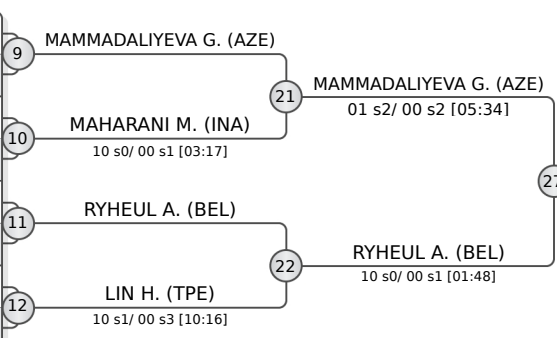 MAMMADALIYEVA G. (AZE)
9
MAMMADALIYEVA G. (AZE)
21
01 s2/ 00 s2 [05:34]
MAHARANI M. (INA)
10
10 s0/ 00 s1 [03:17]
27
RYHEUL A. (BEL)
11
RYHEUL A. (BEL)
22
10 s0/ 00 s1 [01:48]
LIN H. (TPE)
12
10 s1/ 00 s3 [10:16]